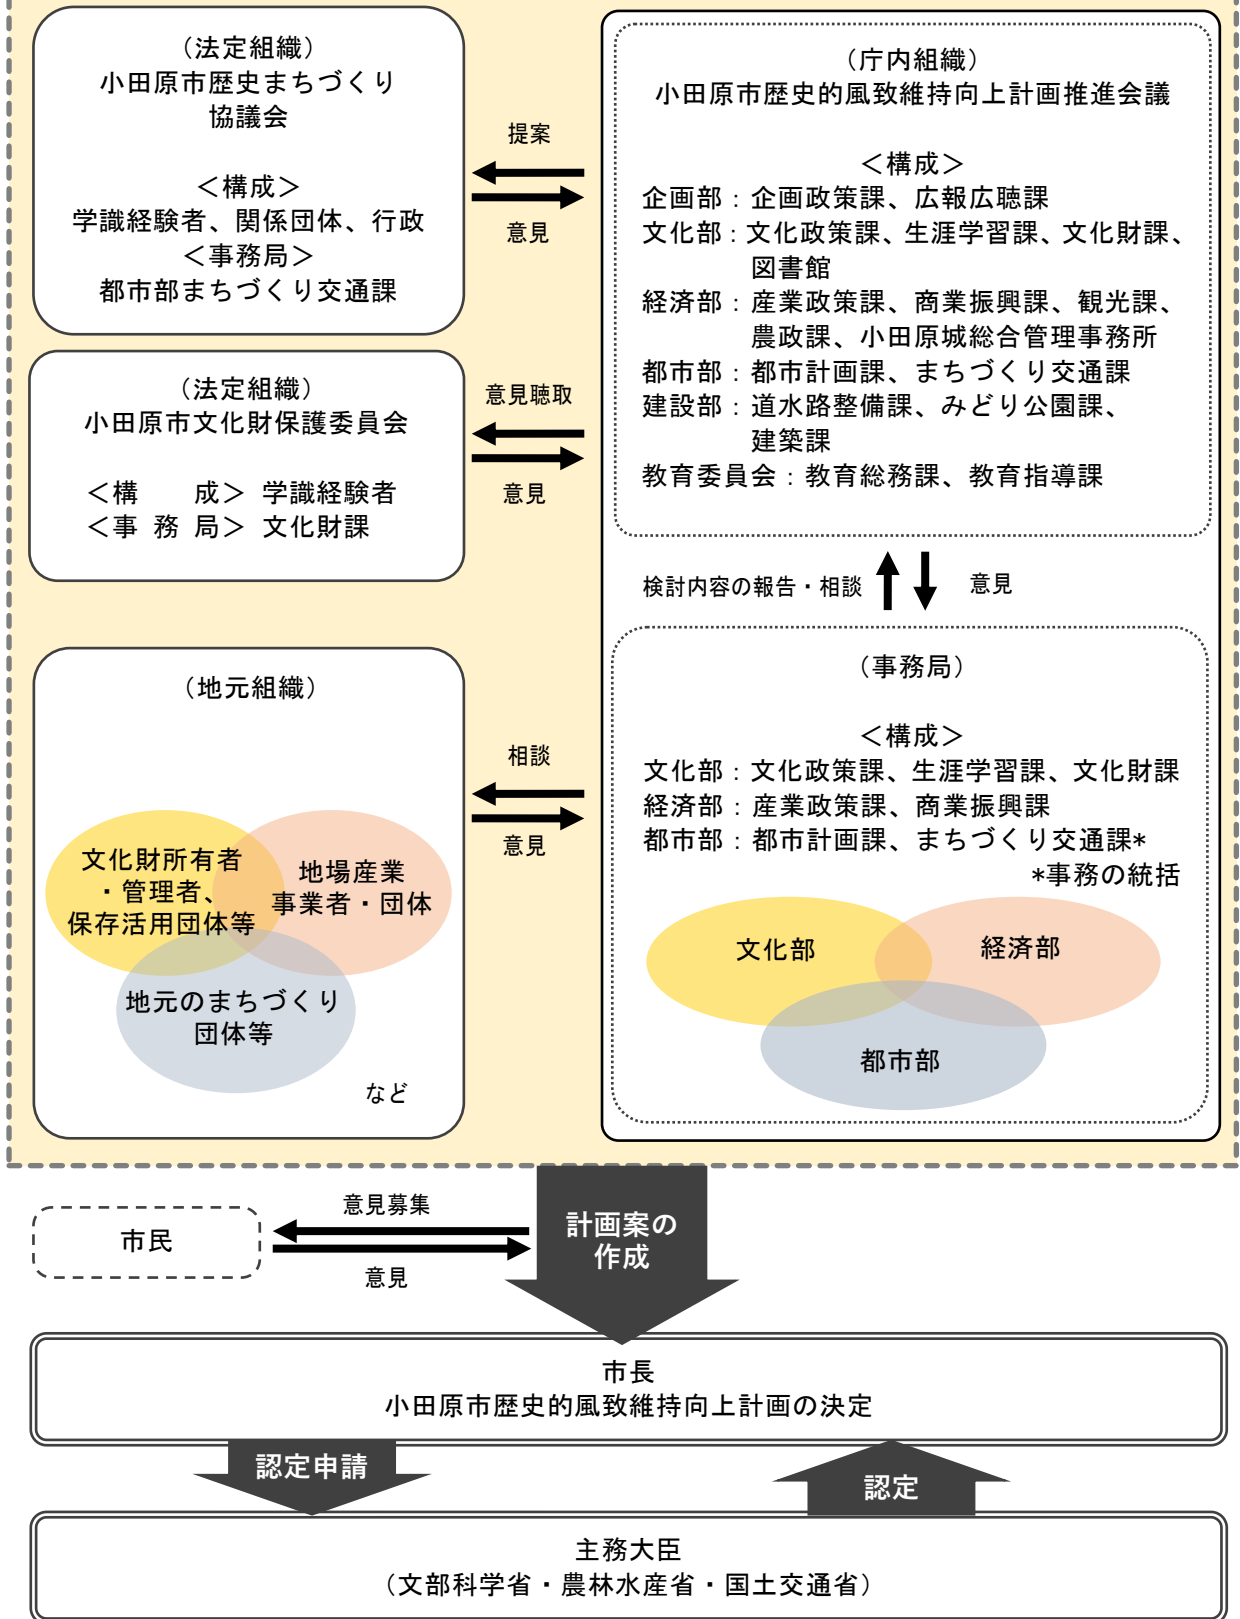 （法定組織）
小田原市歴史まちづくり
協議会
＜構成＞
学識経験者、関係団体、行政
＜事務局＞
都市部まちづくり交通課
提案
意見
（庁内組織）
小田原市歴史的風致維持向上計画推進会議
＜構成＞
企画部：企画政策課、広報広聴課
文化部：文化政策課、生涯学習課、文化財課、
図書館
経済部：産業政策課、商業振興課、観光課、
農政課、小田原城総合管理事務所
都市部：都市計画課、まちづくり交通課
建設部：道水路整備課、みどり公園課、
建築課
教育委員会：教育総務課、教育指導課
（法定組織）
小田原市文化財保護委員会
＜構　　成＞ 学識経験者
＜事 務 局＞ 文化財課
意見聴取
意見
検討内容の報告・相談
意見
（地元組織）
文化財所有者
・管理者、
保存活用団体等
地場産業
事業者・団体
地元のまちづくり
団体等
など
相談
意見
（事務局）
＜構成＞
文化部：文化政策課、生涯学習課、文化財課
経済部：産業政策課、商業振興課
都市部：都市計画課、まちづくり交通課*
*事務の統括
文化部
経済部
都市部
市民
意見募集
意見
計画案の
作成
市長
小田原市歴史的風致維持向上計画の決定
認定申請
認定
主務大臣
（文部科学省・農林水産省・国土交通省）